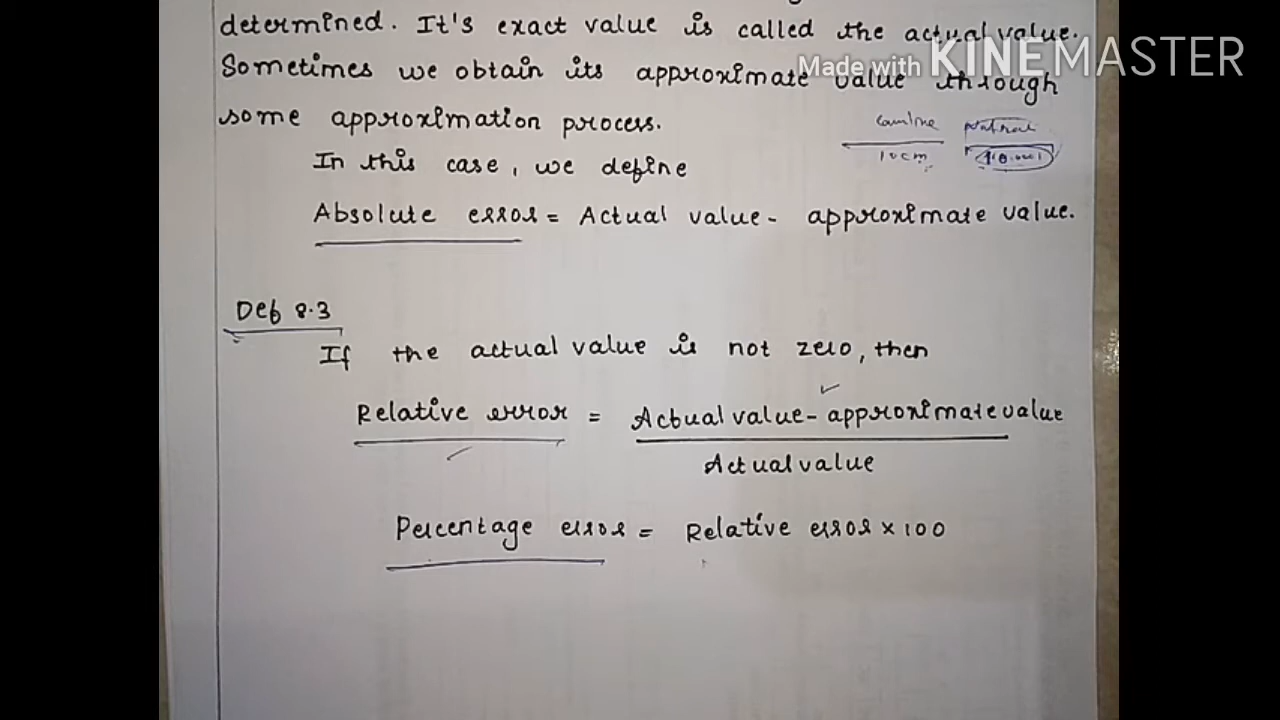 determined. It's exact value is called the actual value.
Made with KINEMASTER
Sometimes we obtain its approximate value through
some approximation process.
10cm
In this case, we define
Absolute error = Actual value - approximate value.
Def 8.3
If the actual value is not zero, then
Relative error = Actual value - approximate value
Actual value
Percentage error = Relative error × 100